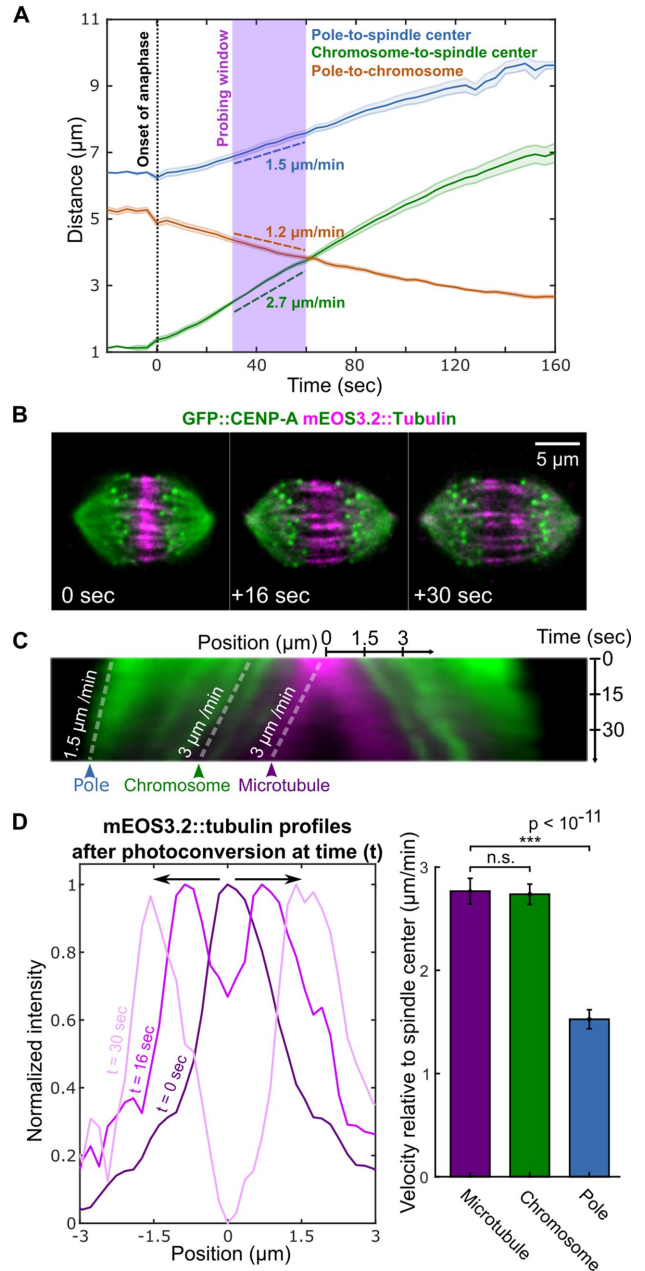 A
Pole-to-spindle center
Chromosome-to-spindle center
Pole-to-chromosome
Onset of anaphase
Probing window
1.5 µm/min
1.2 µm/min
2.7 µm/min
Distance (µm)
11
9
7
5
3
1
0
40
80
120
160
Time (sec)
B
GFP::CENP-A mEOS3.2::Tubulin
5 µm
0 sec
+16 sec
+30 sec
C
Position (µm)
0
1.5
3
Time (sec)
0
15
30
1.5 µm/min
3 µm /min
3 µm /min
Pole
Chromosome
Microtubule
D
mEOS3.2::tubulin profiles
after photoconversion at time (t)
Normalized intensity
1
0.8
0.6
0.4
0.2
0
t = 30 sec
t = 16 sec
t = 0 sec
-3
-1.5
0
1.5
3
Position (µm)
p < 10-11
***
n.s.
Velocity relative to spindle center (µm/min)
3
2
1
0
Microtubule
Chromosome
Pole